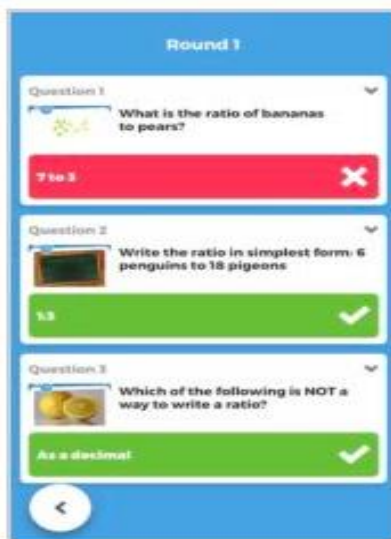 Round 1
Question 1
What is the ratio of bananas
to pears?
7 to 3
Question 2
Write the ratio in simplest form: 6
penguins to 18 pigeons
1:3
Question 3
Which of the following is NOT a
way to write a ratio?
As a decimal